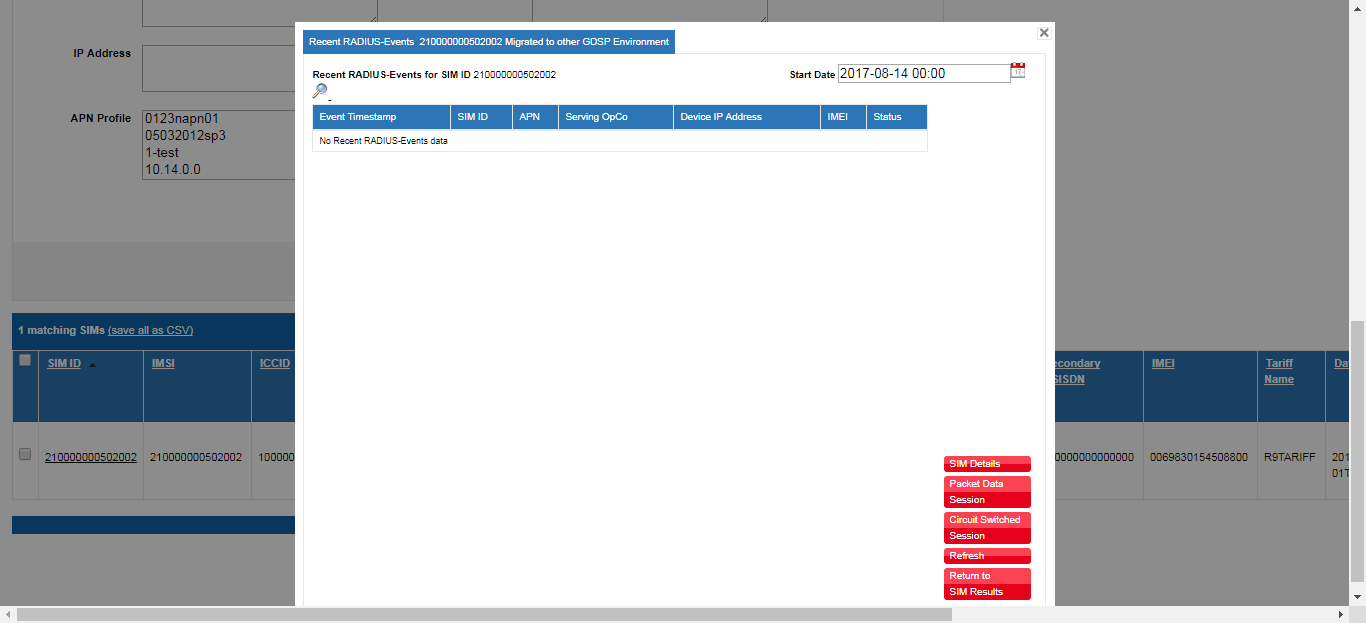 IP Address
APN Profile
0123napn01
05032012sp3
1-test
10.14.0.0
Recent RADIUS-Events 210000000502002 Migrated to other GDSP Environment
Recent RADIUS-Events for SIM ID 210000000502002
Start Date 2017-08-14 00:00
Event Timestamp SIM ID APN Serving OpCo Device IP Address IMEI Status
No Recent RADIUS-Events data
1 matching SIMs (save all as CSV)
SIM ID IMSI ICCID
econdary
SISDN
IMEI
Tariff
Name
Da
210000000502002 210000000502002 100000
0000000000000 0069830154508800 R9TARIFF
201
01T
SIM Details
Packet Data
Session
Circuit Switched
Session
Refresh
Return to
SIM Results